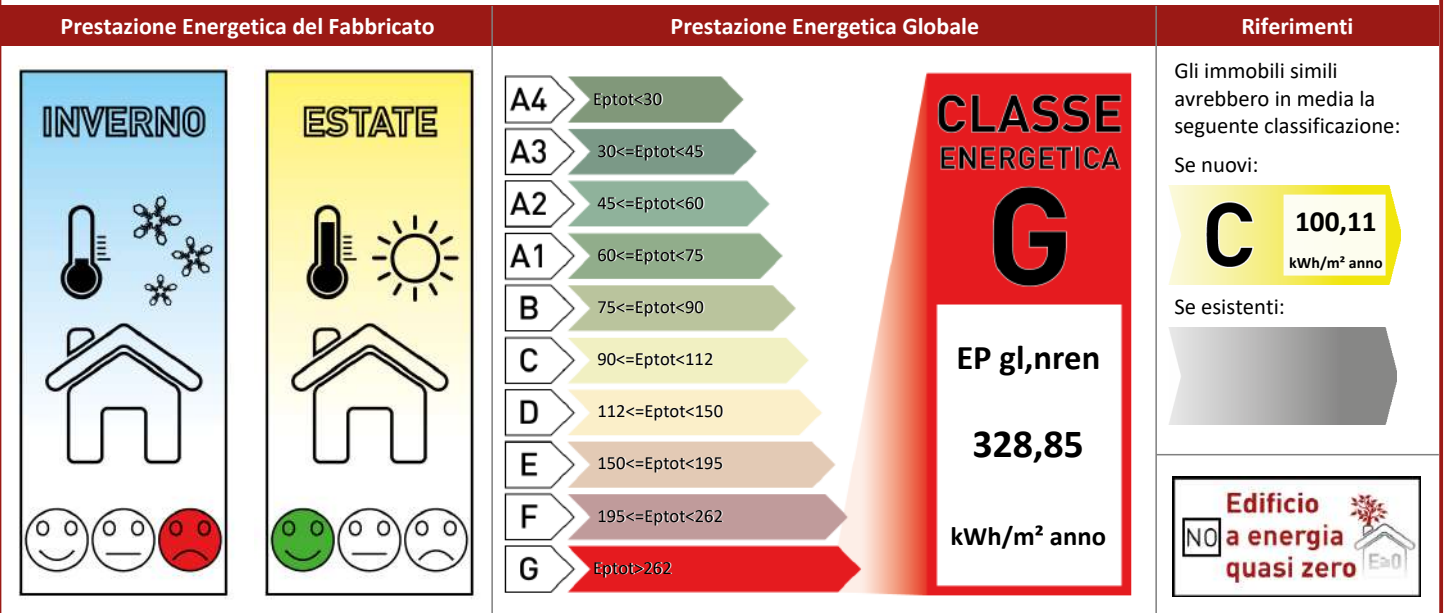 Prestazione Energetica del Fabbricato
Prestazione Energetica Globale
Riferimenti
INVERNO
ESTATE
A4 Eptot<30
A3 30<=Eptot<45
A2 45<=Eptot<60
A1 60<=Eptot<75
B 75<=Eptot<90
C 90<=Eptot<112
D 112<=Eptot<150
E 150<=Eptot<195
F 195<=Eptot<262
G Eptot>262
CLASSE
ENERGETICA
G
EP gl,nren
328,85
kWh/m² anno
Gli immobili simili
avrebbero in media la
seguente classificazione:
Se nuovi:
C 100,11
kWh/m² anno
Se esistenti:
Edificio
NO a energia
quasi zero
E≥0